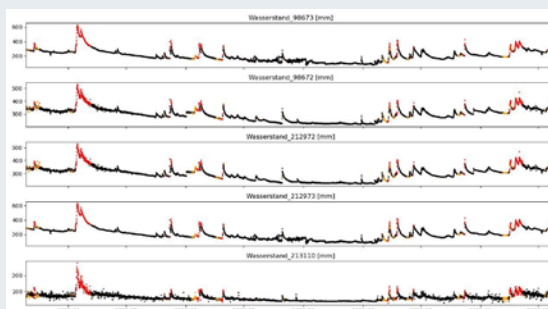 Wasserstand_98673 [mm]
600
400
200
Wasserstand_98672 [mm]
500
400
300
Wasserstand_212972 [mm]
500
400
300
Wasserstand_212973 [mm]
600
400
200
Wasserstand_213110 [mm]
200
100